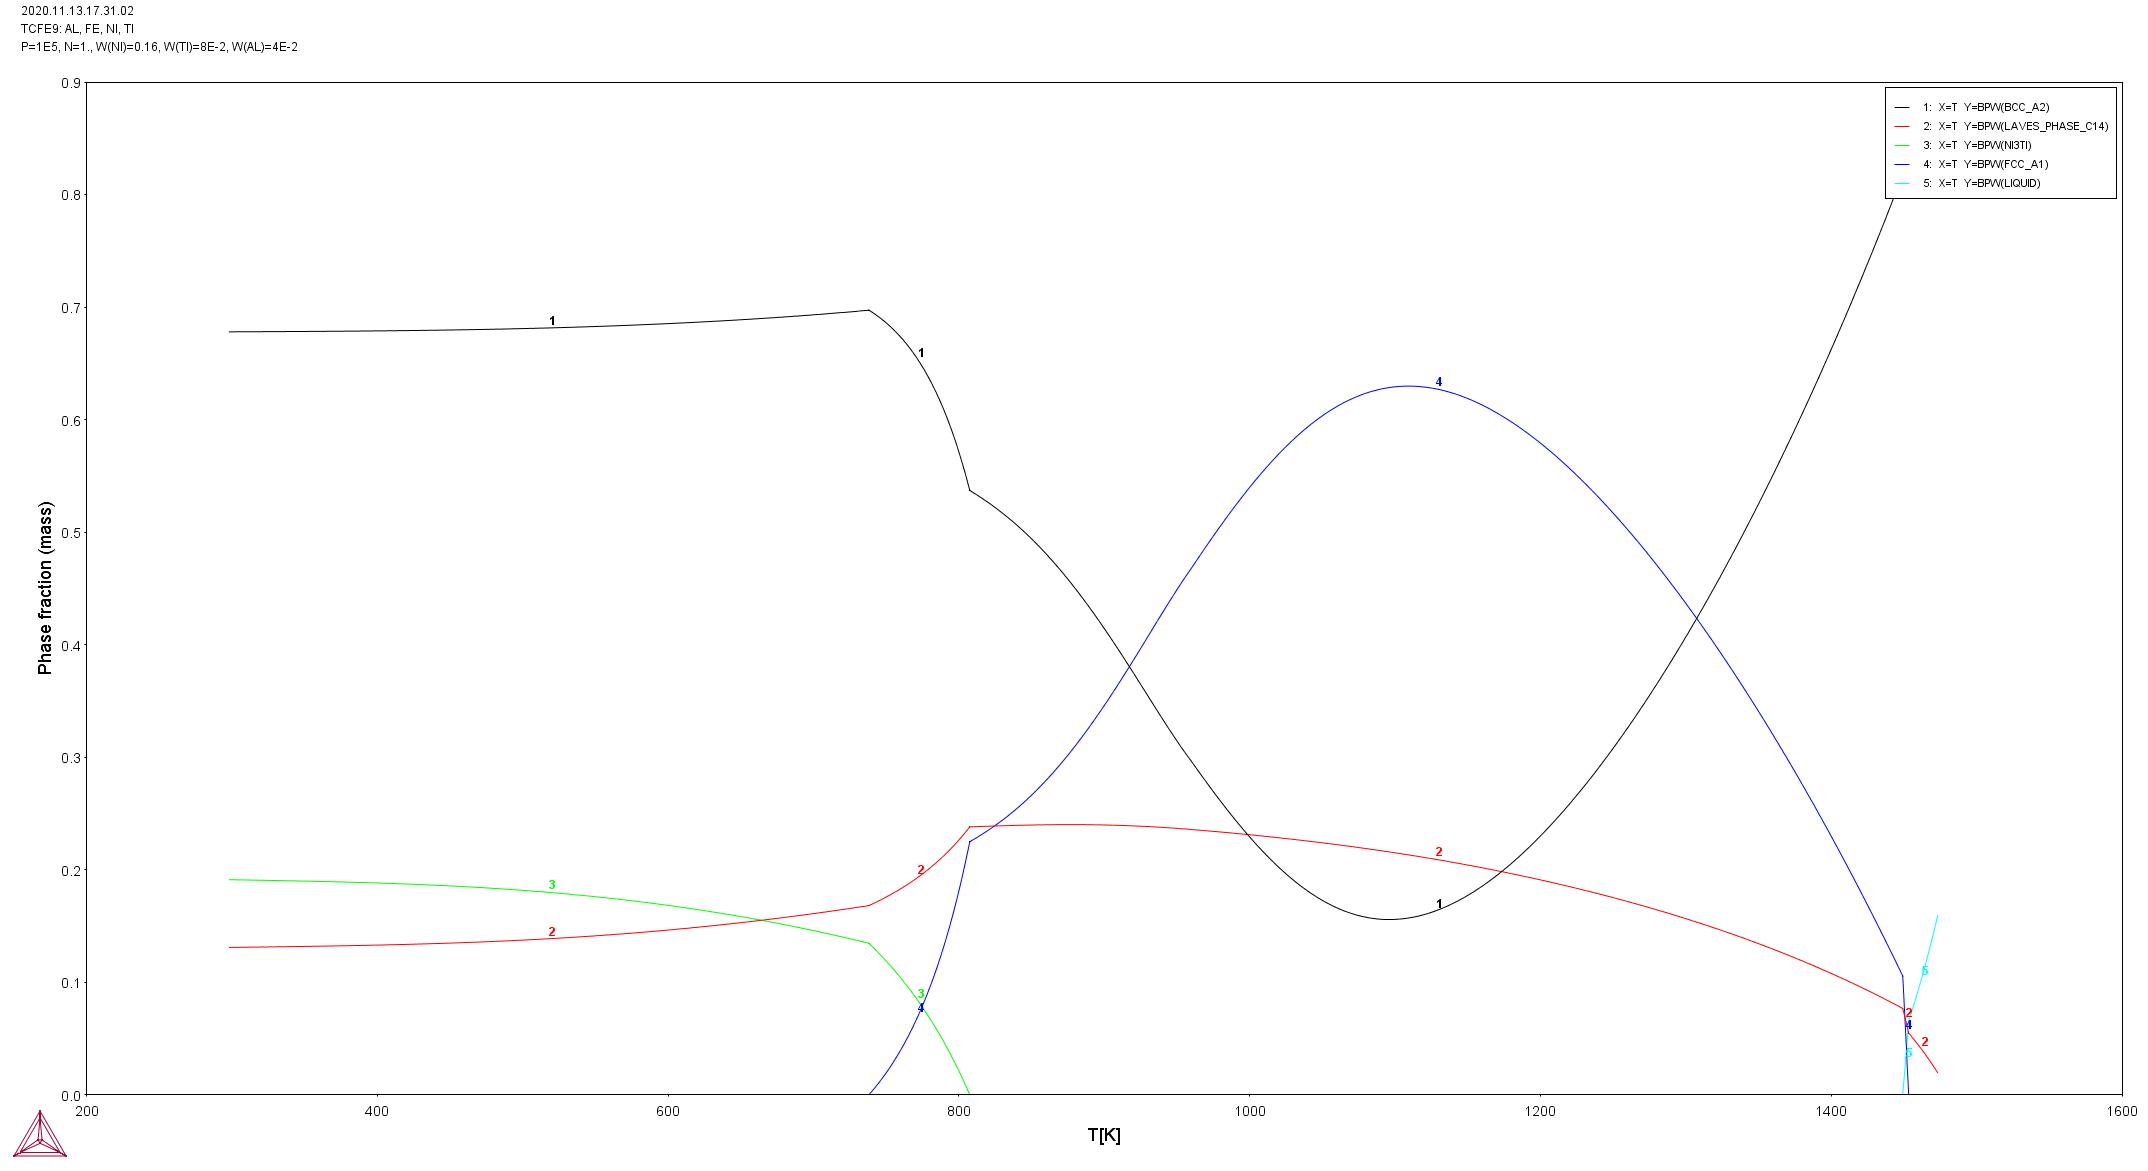 2020.11.13.17.31.02
TCFE9: AL, FE, NI, TI
P=1E5, N=1., W(NI)=0.16, W(TI)=8E-2, W(AL)=4E-2
0.9
1: X=T Y=BPW(BCC_A2)
2: X=T Y=BPW(LAVES_PHASE_C14)
3: X=T Y=BPW(NI3TI)
4: X=T Y=BPW(FCC_A1)
5: X=T Y=BPW(LIQUID)
0.8
0.7
1
1
4
0.6
0.5
Phase fraction (mass)
0.4
0.3
2
2
0.2
3
1
2
5
0.1
3
4
2
4
2
5
0.0
200 400 600 800 1000 1200 1400 1600
T[K]